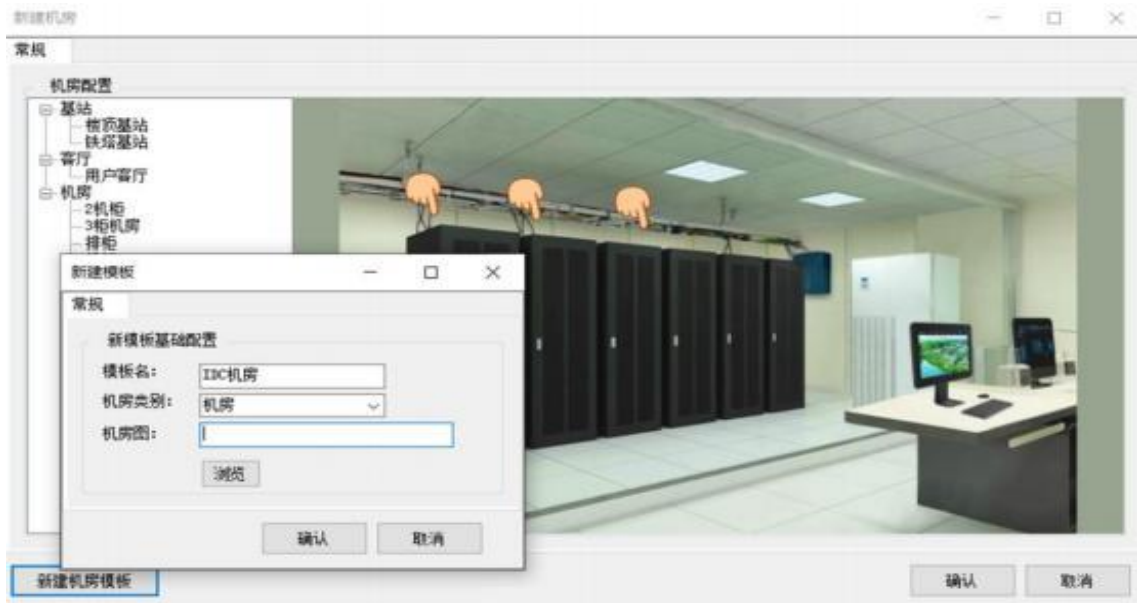 新建机房
常规
机房配置
基站
楼顶基站
铁塔基站
客厅
用户客厅
机房
2机柜
3柜机房
排柜
新建模板
常规
新模板基础配置
模板名: IDC机房
机房类别: 机房
机房图:
浏览
确认 取消
新建机房模板 确认 取消